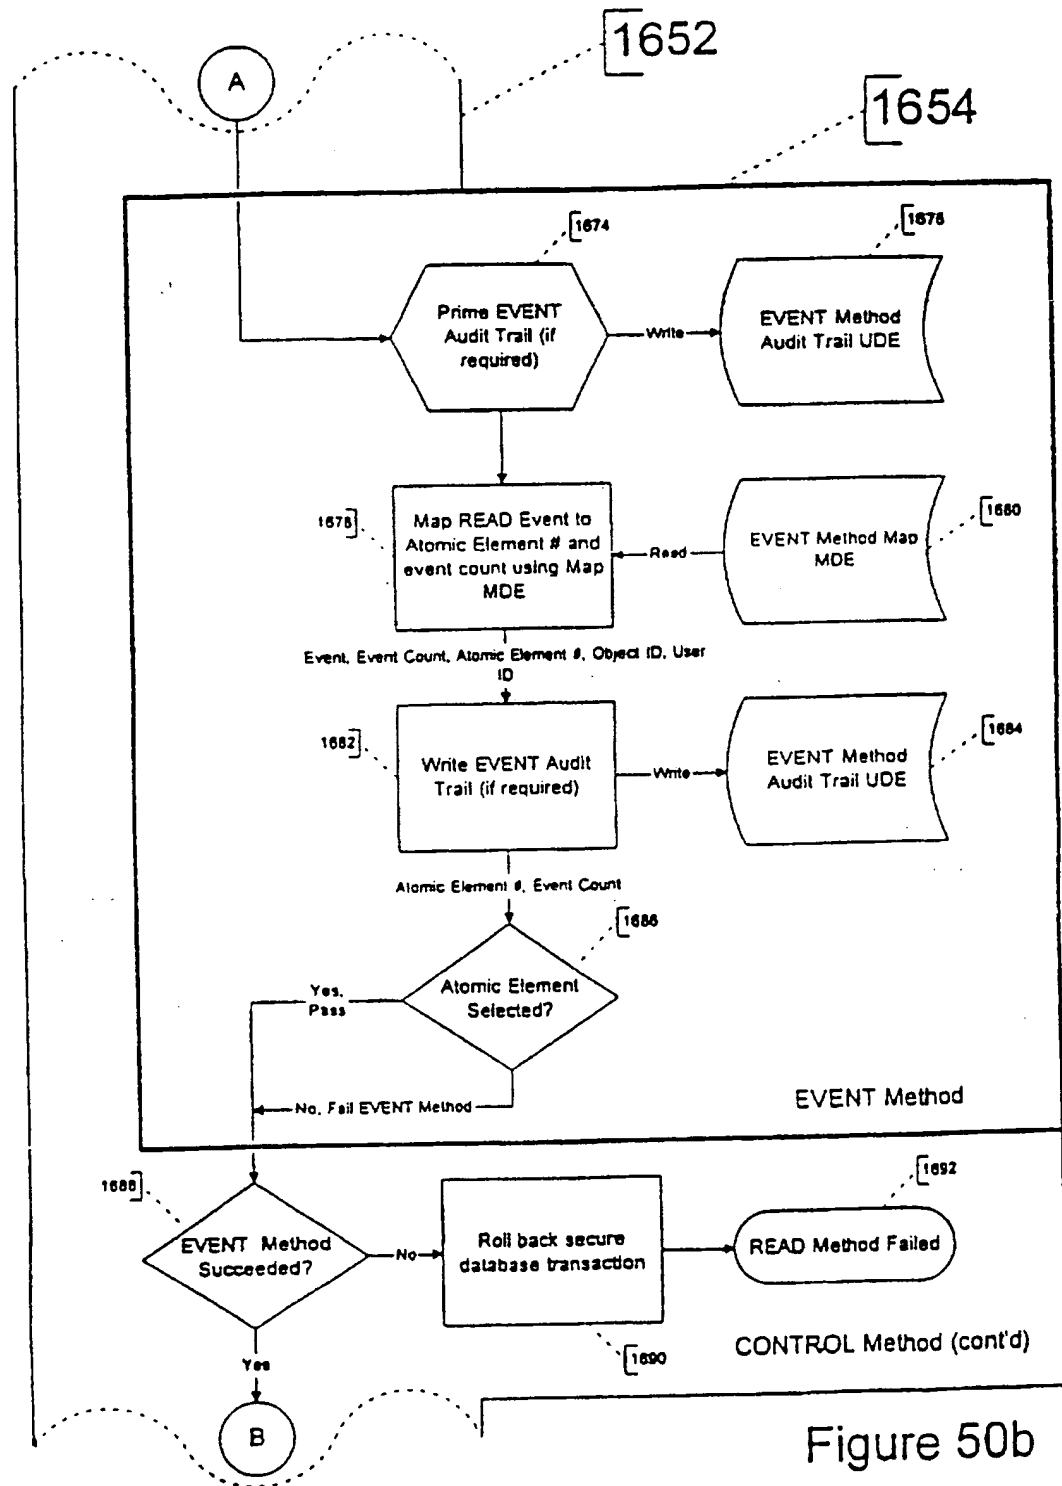 1652
A
1654
1674
1676
Prime EVENT
Audit Trail (if
required)
Write
EVENT Method
Audit Trail UDE
1678
Map READ Event to
Atomic Element # and
event count using Map
MDE
Read
EVENT Method Map
MDE
1680
Event, Event Count, Atomic Element #, Object ID, User
ID
1682
Write EVENT Audit
Trail (if required)
Write
EVENT Method
Audit Trail UDE
1684
Atomic Element #, Event Count
1686
Atomic Element
Selected?
Yes,
Pass
No, Fail EVENT Method
EVENT Method
1688
EVENT Method
Succeeded?
No
Roll back secure
database transaction
1692
READ Method Failed
1690
CONTROL Method (cont'd)
Yes
B
Figure 50b